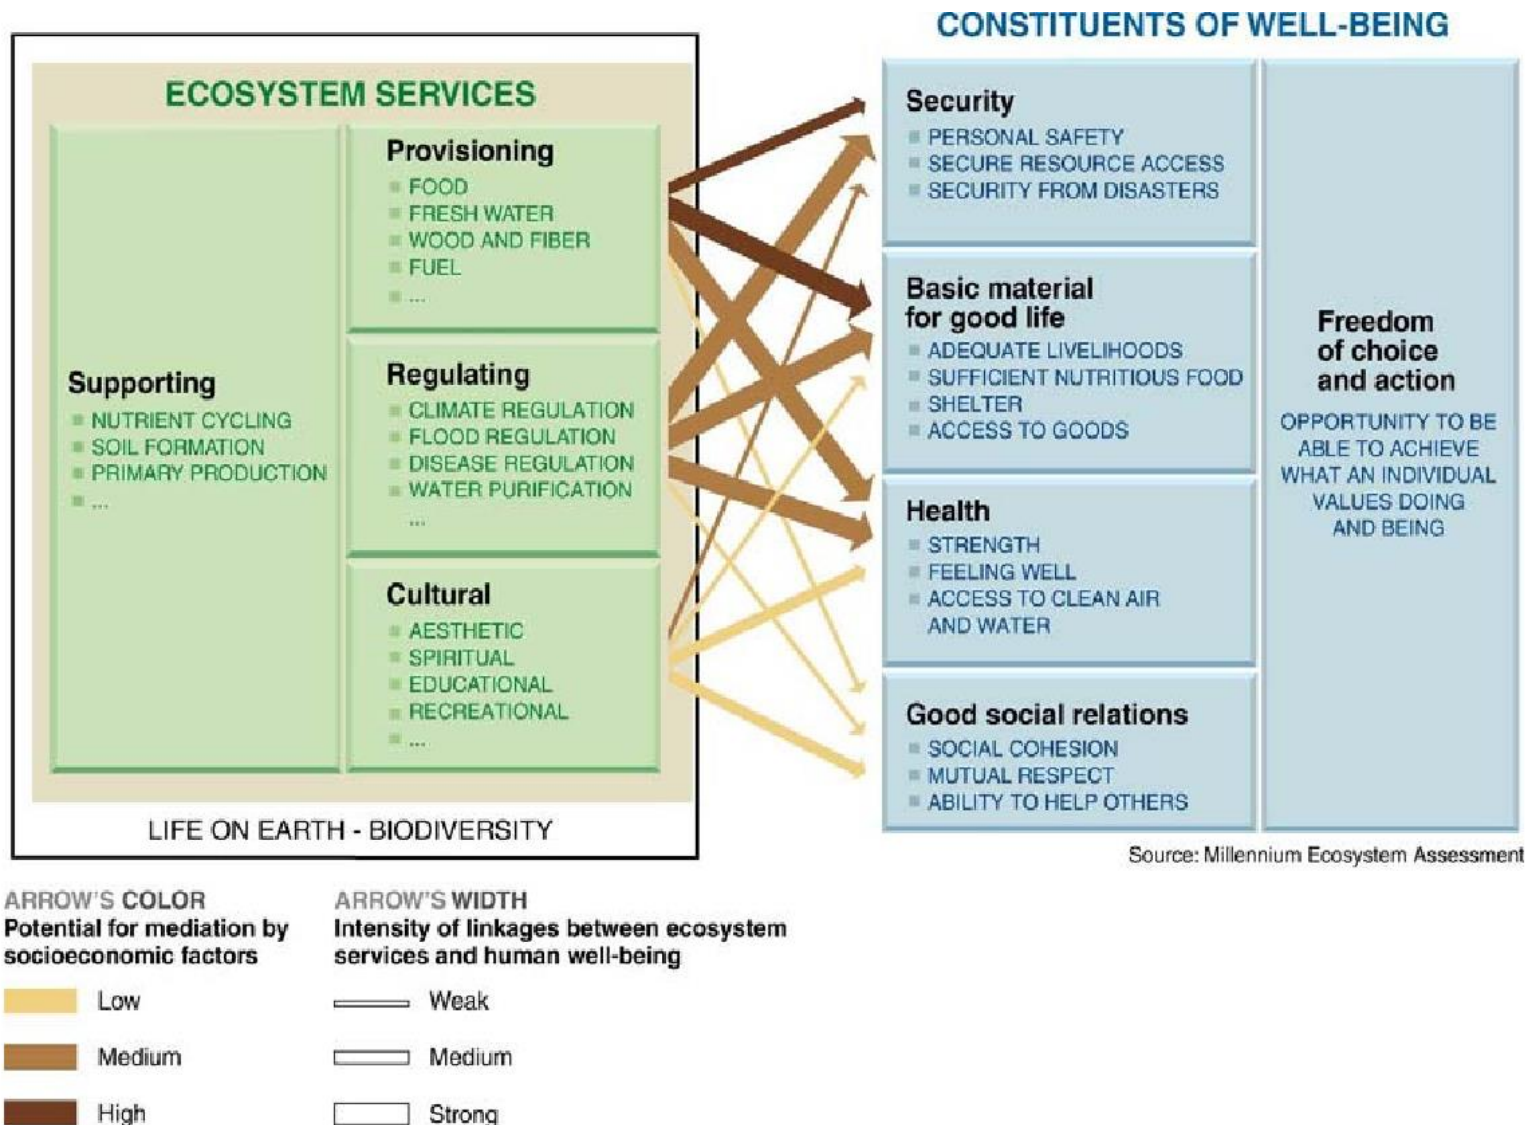 CONSTITUENTS OF WELL-BEING
ECOSYSTEM SERVICES
Supporting
NUTRIENT CYCLING
SOIL FORMATION
PRIMARY PRODUCTION
...
Provisioning
FOOD
FRESH WATER
WOOD AND FIBER
FUEL
...
Regulating
CLIMATE REGULATION
FLOOD REGULATION
DISEASE REGULATION
WATER PURIFICATION
...
Cultural
AESTHETIC
SPIRITUAL
EDUCATIONAL
RECREATIONAL
...
LIFE ON EARTH - BIODIVERSITY
Security
PERSONAL SAFETY
SECURE RESOURCE ACCESS
SECURITY FROM DISASTERS
Basic material
for good life
ADEQUATE LIVELIHOODS
SUFFICIENT NUTRITIOUS FOOD
SHELTER
ACCESS TO GOODS
Health
STRENGTH
FEELING WELL
ACCESS TO CLEAN AIR
AND WATER
Good social relations
SOCIAL COHESION
MUTUAL RESPECT
ABILITY TO HELP OTHERS
Freedom
of choice
and action
OPPORTUNITY TO BE
ABLE TO ACHIEVE
WHAT AN INDIVIDUAL
VALUES DOING
AND BEING
Source: Millennium Ecosystem Assessment
ARROW'S COLOR
Potential for mediation by
socioeconomic factors
Low
Medium
High
ARROW'S WIDTH
Intensity of linkages between ecosystem
services and human well-being
Weak
Medium
Strong